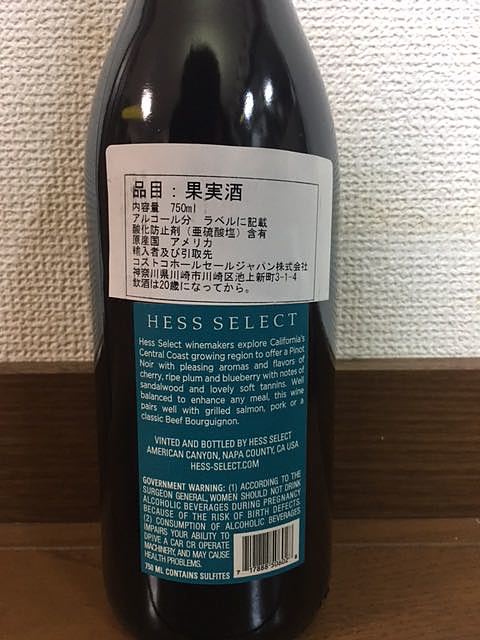 品目：果実酒
内容量　750ml
アルコール分　ラベルに記載
酸化防止剤（亜硫酸塩）含有
原産国　アメリカ
輸入者及び引取先
コストコホールセールジャパン株式会社
神奈川県川崎市川崎区池上新町3-1-4
飲酒は20歳になってから。
HESS SELECT
Hess Select winemakers explore California's
Central Coast growing region to offer a Pinot
Noir with pleasing aromas and flavors of
cherry, ripe plum and blueberry with notes of
sandalwood and lovely soft tannins. Well
balanced to enhance any meal, this wine
pairs well with grilled salmon, pork or a
classic Beef Bourguignon.
VINTED AND BOTTLED BY HESS SELECT
AMERICAN CANYON, NAPA COUNTY, CA USA
HESS-SELECT.COM
GOVERNMENT WARNING: (1) ACCORDING TO THE
SURGEON GENERAL, WOMEN SHOULD NOT DRINK
ALCOHOLIC BEVERAGES DURING PREGNANCY
BECAUSE OF THE RISK OF BIRTH DEFECTS.
(2) CONSUMPTION OF ALCOHOLIC BEVERAGES
IMPAIRS YOUR ABILITY TO
DRIVE A CAR OR OPERATE
MACHINERY, AND MAY CAUSE
HEALTH PROBLEMS.
750 ML CONTAINS SULFITES
7 17888 50602 8